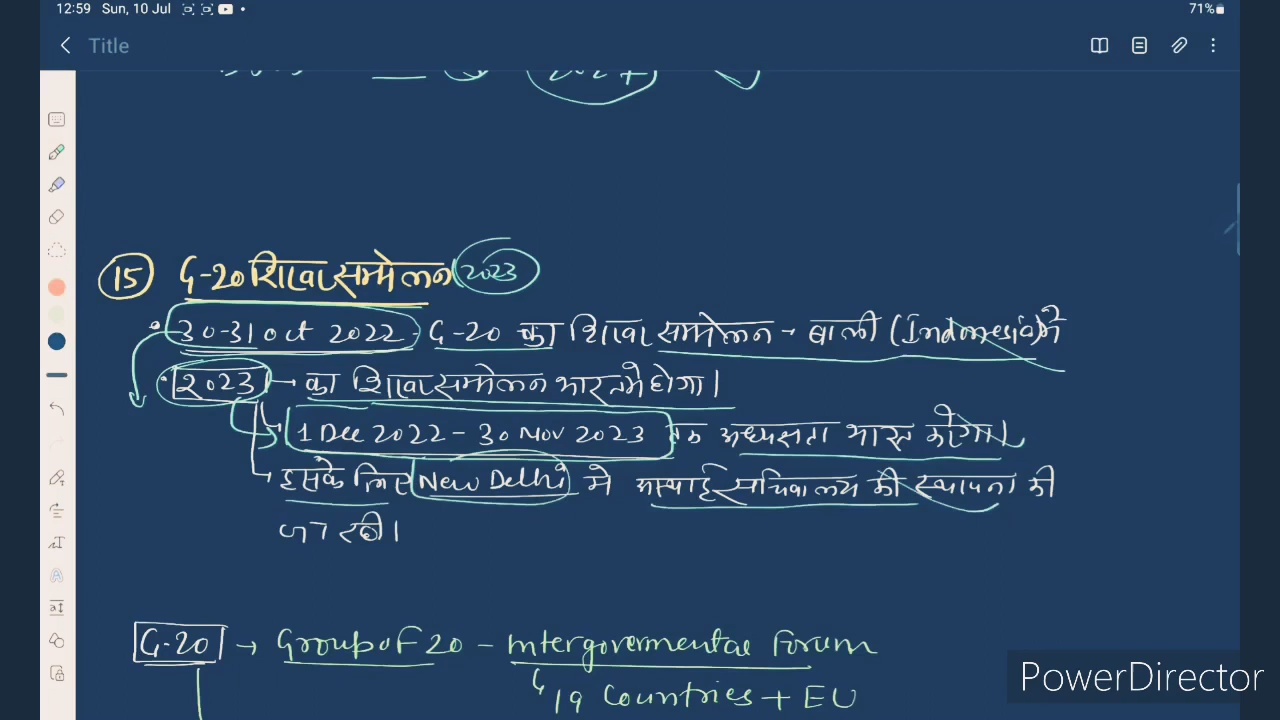 12:59 Sun, 10 Jul 71%
Title
2027
15 G-20 शिखर सम्मेलन 2023
30-31 Oct 2022 - G-20 का शिखर सम्मेलन - बाली (Indonesia) में
2023 → का शिखर सम्मेलन भारत में होगा।
1 Dec 2022 - 30 Nov 2023 तक अध्यक्षता भारत करेगा।
इसके लिए New Delhi में अस्थाई सचिवालय की स्थापना की
जा रही।
G-20 → Group of 20 - Intergovermental Forum
19 Countries + EU
PowerDirector